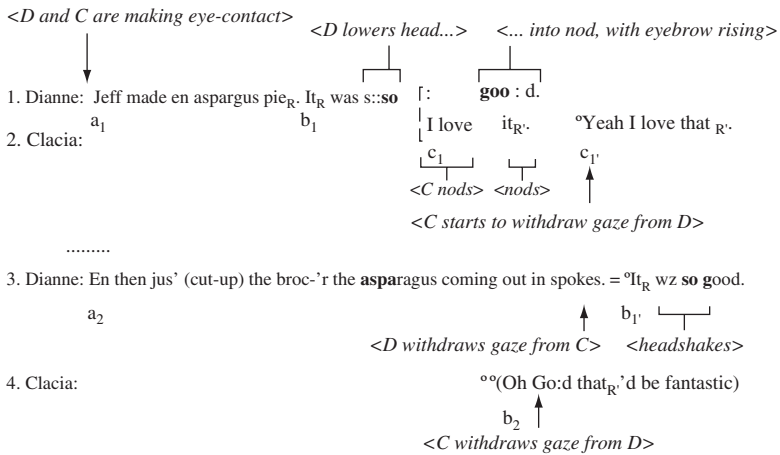 <D and C are making eye-contact>
<D lowers head...> <... into nod, with eyebrow rising>
1. Dianne: Jeff made en aspargus pieR. ItR was s::so [: goo : d.
a1 b1
I love itR'. °Yeah I love that R'.
2. Clacia:
c1 c1'
<C nods> <nods>
<C starts to withdraw gaze from D>
.........
3. Dianne: En then jus’ (cut-up) the broc-’r the asparagus coming out in spokes. = °ItR wz so good.
a2 b1'
<D withdraws gaze from C> <headshakes>
4. Clacia: °°(Oh Go:d thatR'’d be fantastic)
b2
<C withdraws gaze from D>